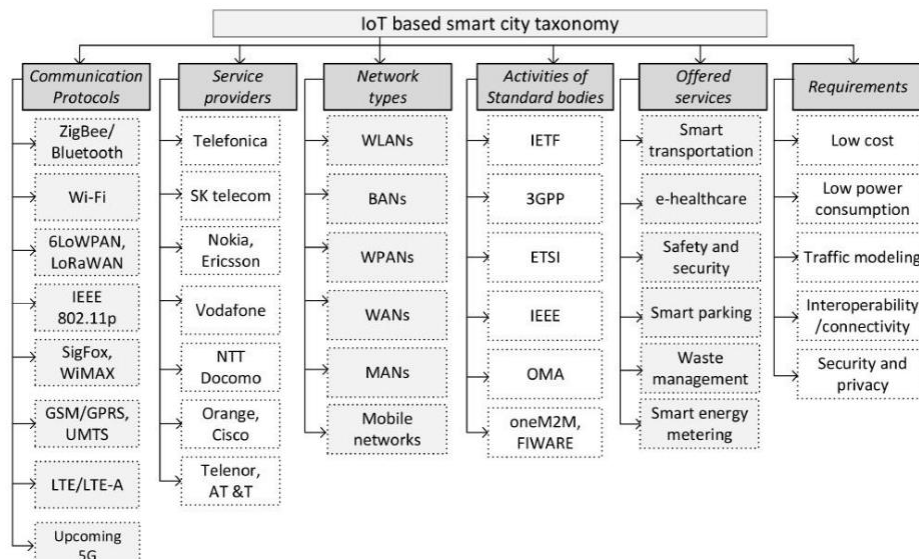 IoT based smart city taxonomy
Communication
Protocols
ZigBee/
Bluetooth
Wi-Fi
6LoWPAN,
LoRaWAN
IEEE
802.11p
SigFox,
WiMAX
GSM/GPRS,
UMTS
LTE/LTE-A
Upcoming
5G
Service
providers
Telefonica
SK telecom
Nokia,
Ericsson
Vodafone
NTT
Docomo
Orange,
Cisco
Telenor,
AT &T
Network
types
WLANs
BANs
WPANs
WANs
MANs
Mobile
networks
Activities of
Standard bodies
IETF
3GPP
ETSI
IEEE
OMA
oneM2M,
FIWARE
Offered
services
Smart
transportation
e-healthcare
Safety and
security
Smart parking
Waste
management
Smart energy
metering
Requirements
Low cost
Low power
consumption
Traffic modeling
Interoperability
/connectivity
Security and
privacy